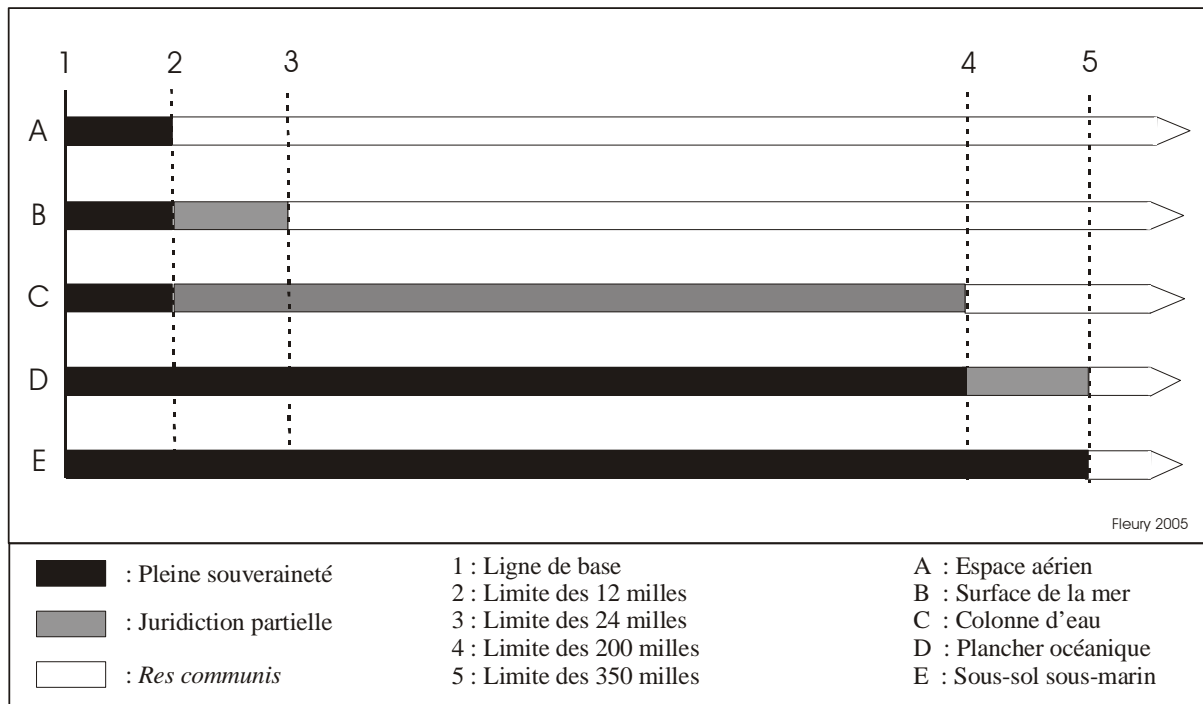 1 2 3 4 5
A
B
C
D
E
Fleury 2005
: Pleine souveraineté
: Juridiction partielle
: Res communis
1 : Ligne de base
2 : Limite des 12 milles
3 : Limite des 24 milles
4 : Limite des 200 milles
5 : Limite des 350 milles
A : Espace aérien
B : Surface de la mer
C : Colonne d'eau
D : Plancher océanique
E : Sous-sol sous-marin